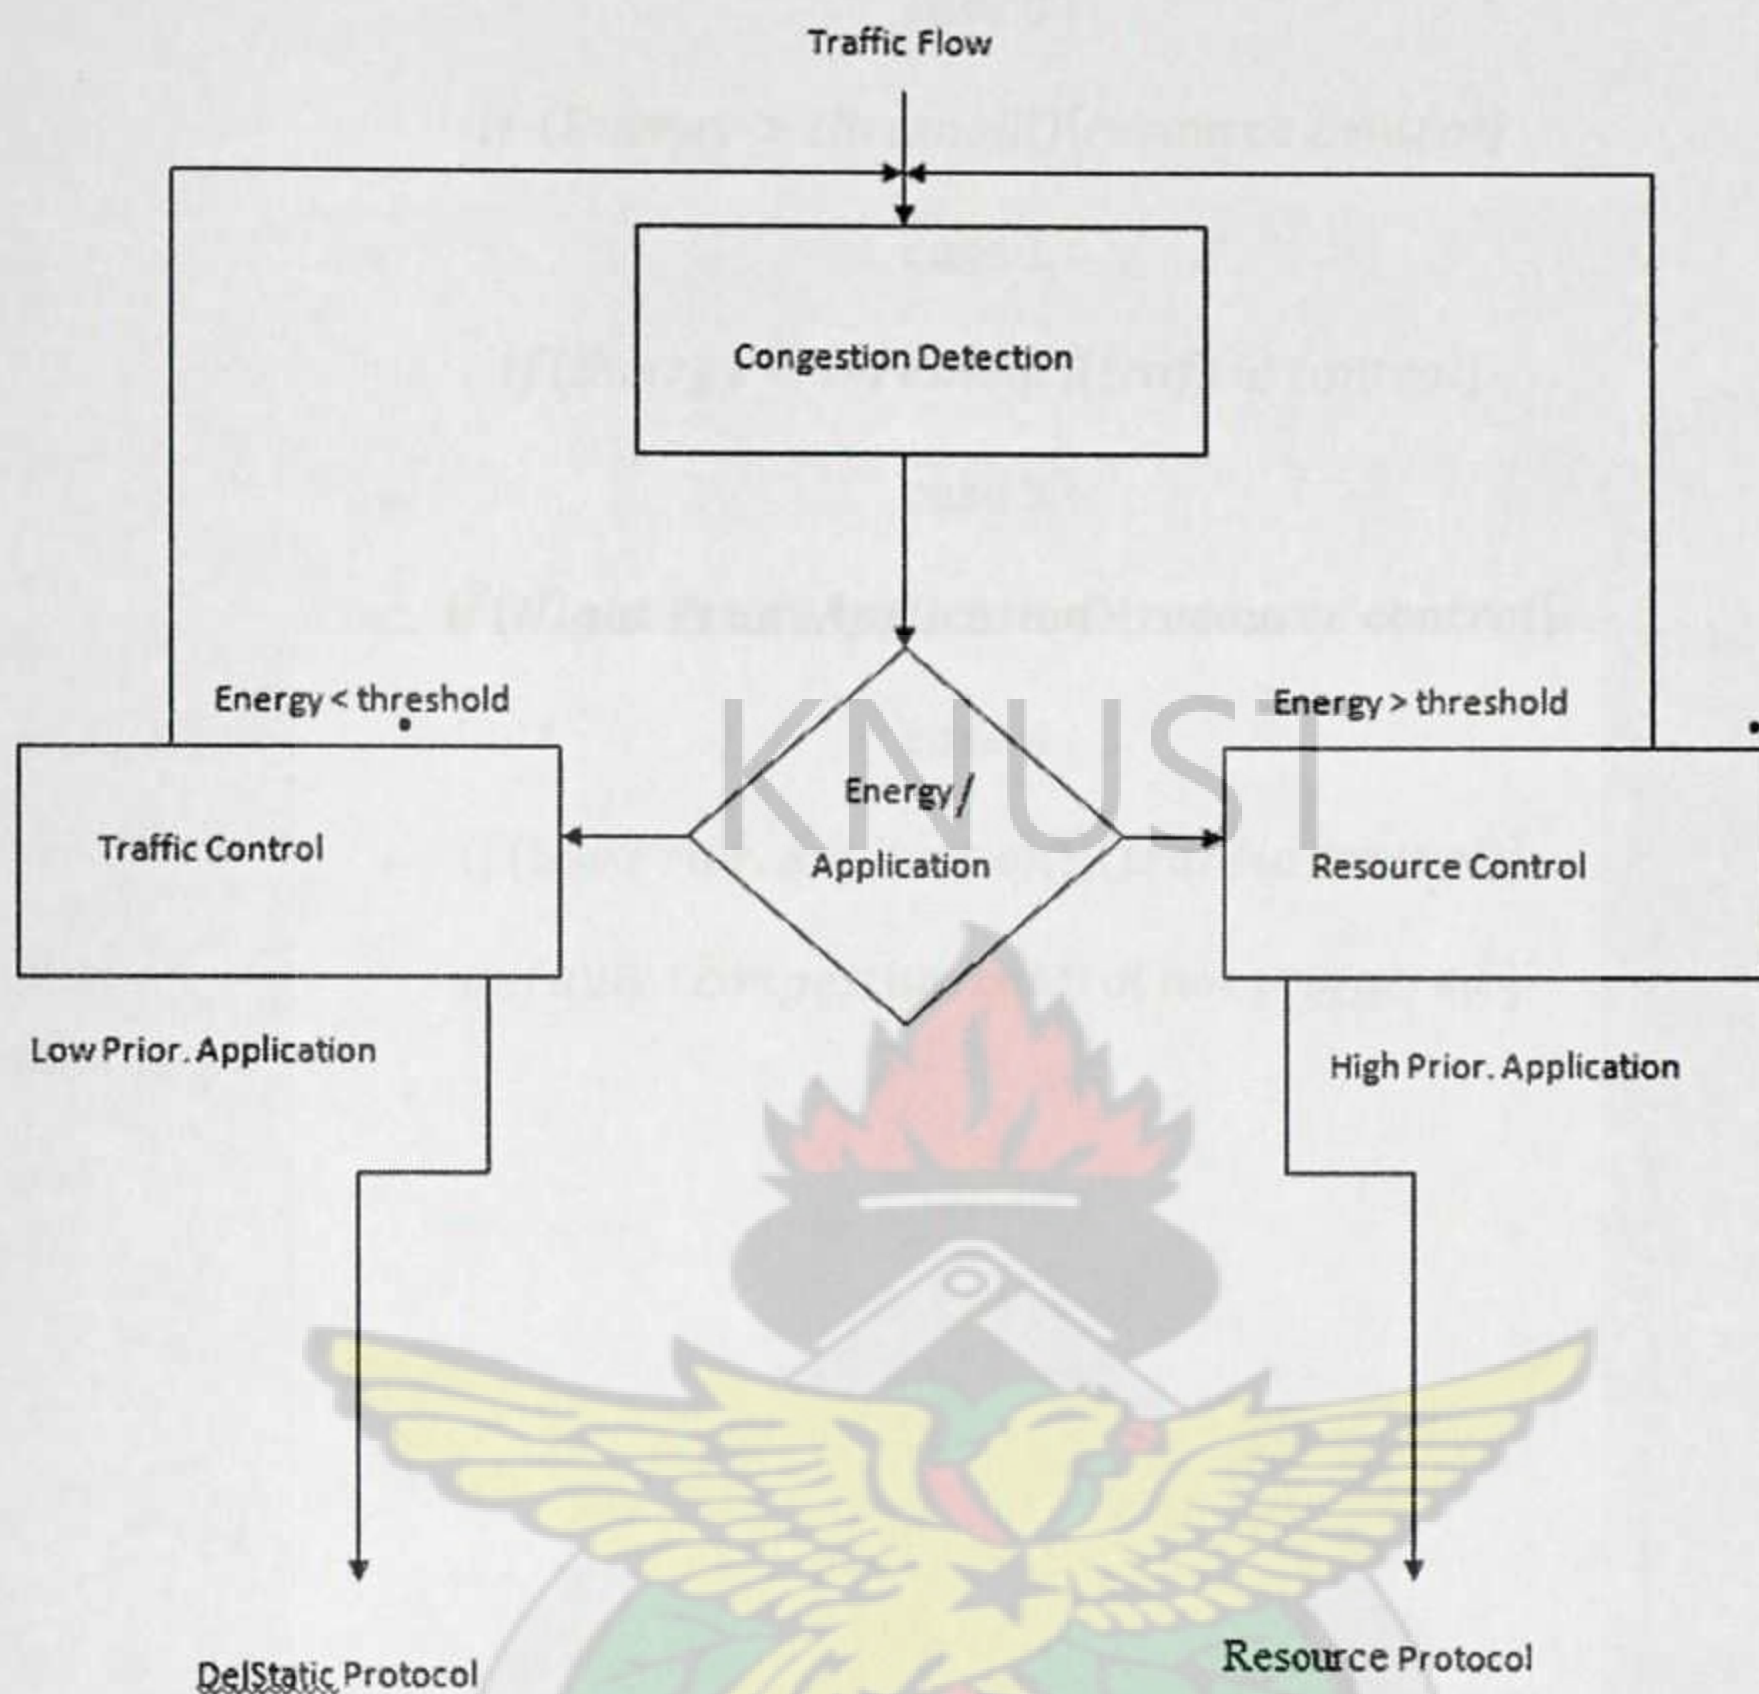 Traffic Flow
Congestion Detection
Energy < threshold
Energy > threshold
KNUST
Energy/
Application
Traffic Control
Resource Control
Low Prior. Application
High Prior. Application
DelStatic Protocol
Resource Protocol